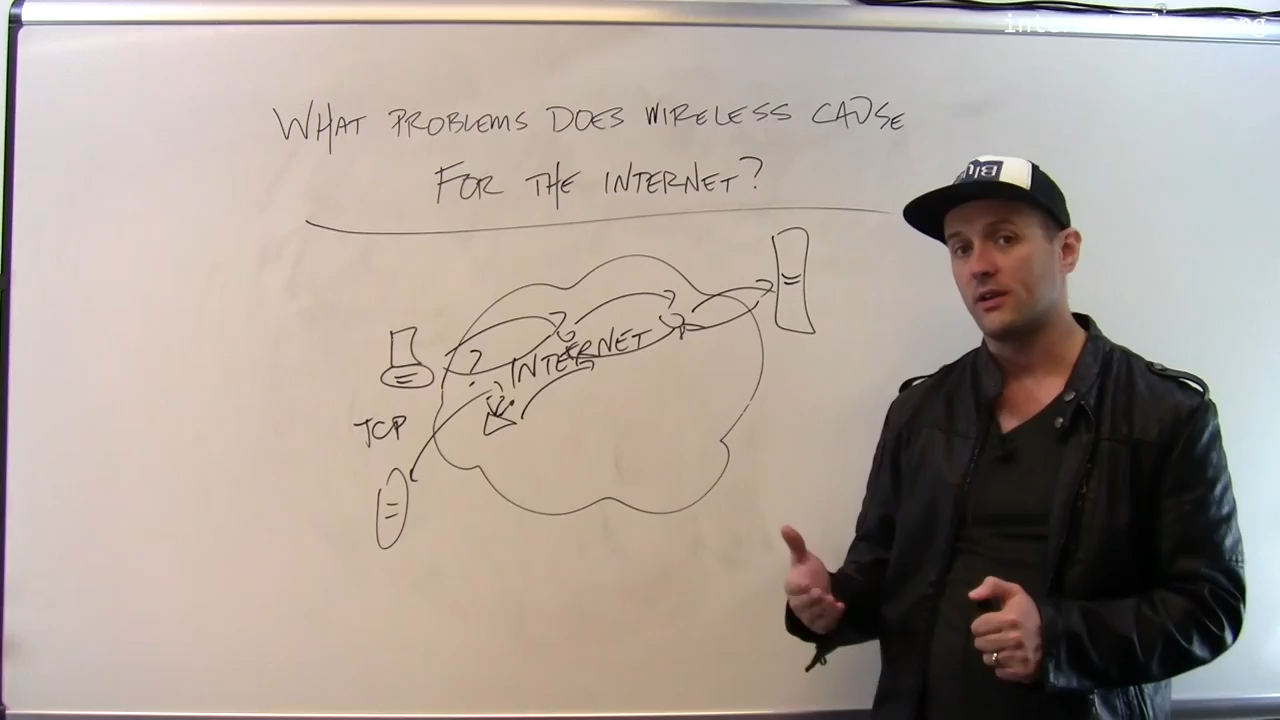 WHAT PROBLEMS DOES WIRELESS CAUSE
FOR THE INTERNET?
INTERNET
TCP